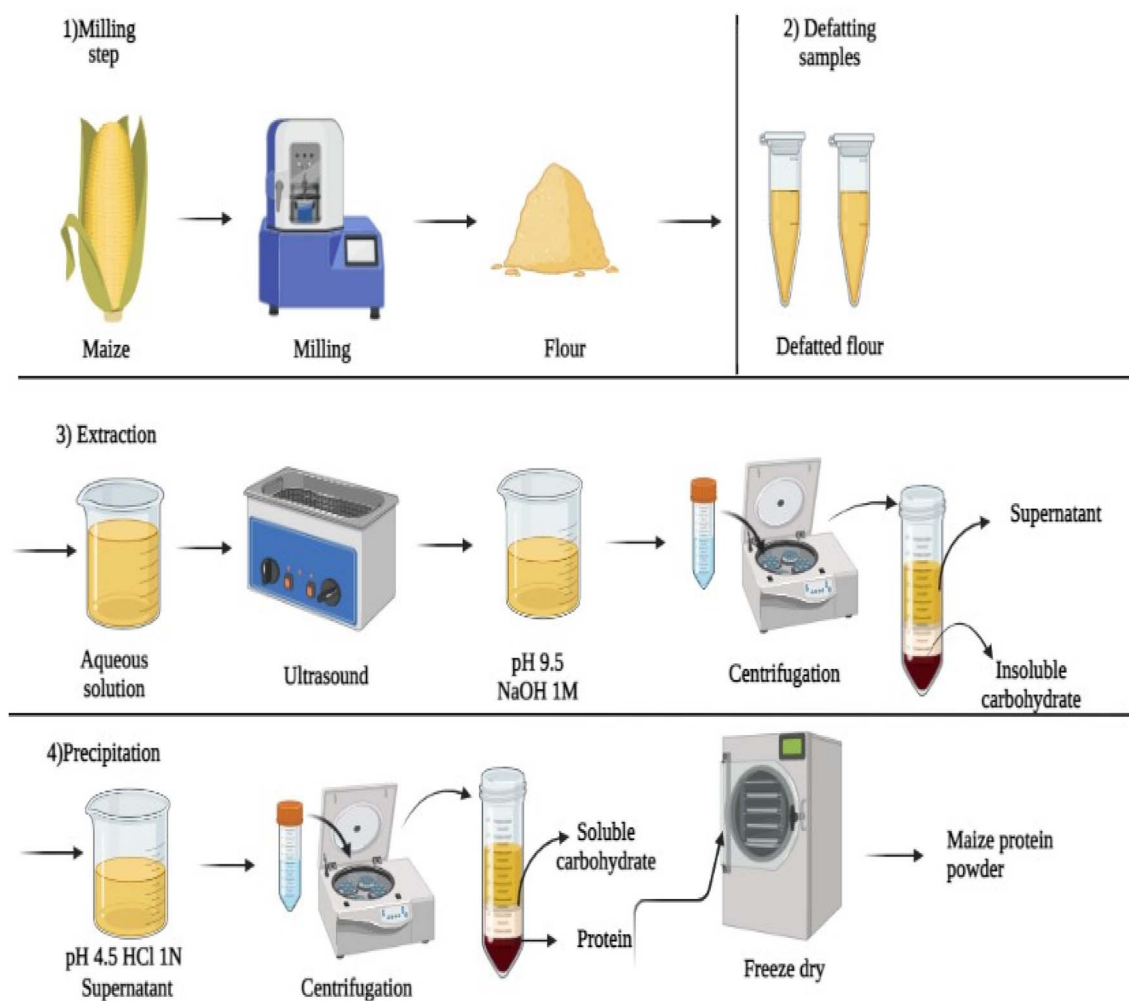 1)Milling
step
2) Defatting
samples
Maize
Milling
Flour
Defatted flour
3) Extraction
Supernatant
Aqueous
solution
Ultrasound
pH 9.5
NaOH 1M
Centrifugation
Insoluble
carbohydrate
4)Precipitation
Soluble
carbohydrate
Maize protein
powder
Protein
pH 4.5 HCl 1N
Supernatant
Centrifugation
Freeze dry